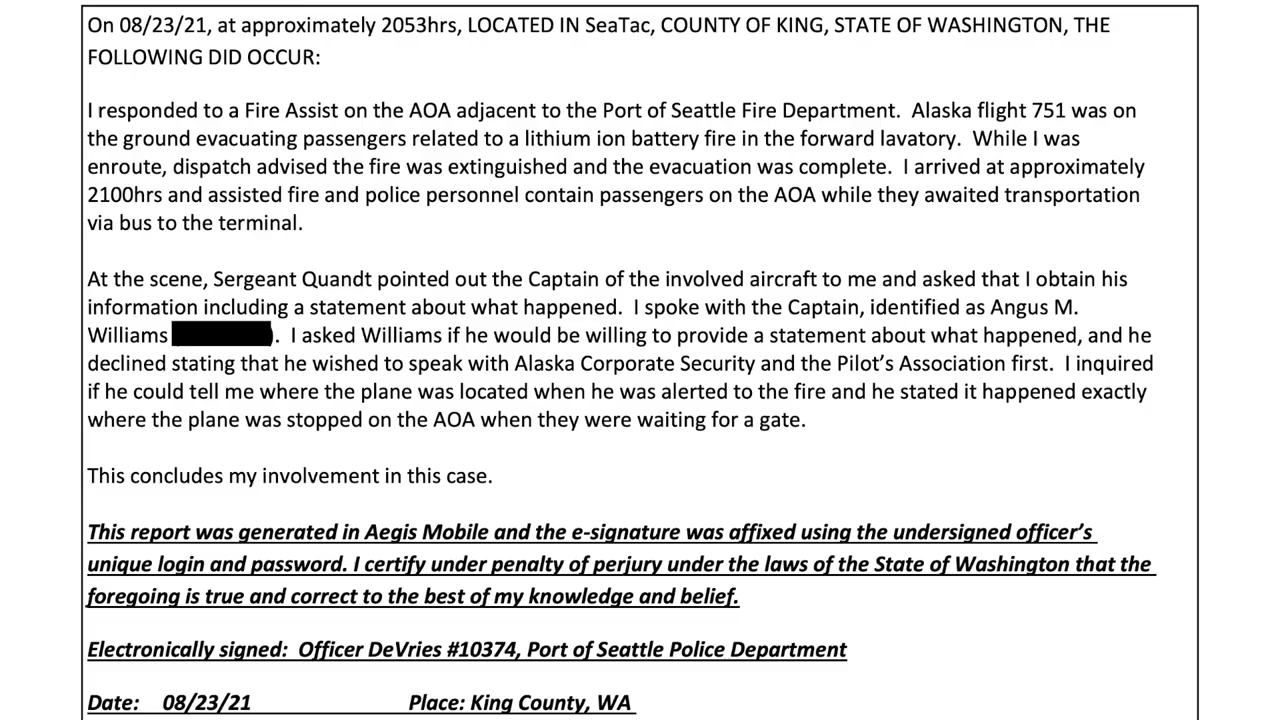 On 08/23/21, at approximately 2053hrs, LOCATED IN SeaTac, COUNTY OF KING, STATE OF WASHINGTON, THE
FOLLOWING DID OCCUR:
I responded to a Fire Assist on the AOA adjacent to the Port of Seattle Fire Department.  Alaska flight 751 was on
the ground evacuating passengers related to a lithium ion battery fire in the forward lavatory.  While I was
enroute, dispatch advised the fire was extinguished and the evacuation was complete.  I arrived at approximately
2100hrs and assisted fire and police personnel contain passengers on the AOA while they awaited transportation
via bus to the terminal.
At the scene, Sergeant Quandt pointed out the Captain of the involved aircraft to me and asked that I obtain his
information including a statement about what happened.  I spoke with the Captain, identified as Angus M.
Williams ).  I asked Williams if he would be willing to provide a statement about what happened, and he
declined stating that he wished to speak with Alaska Corporate Security and the Pilot’s Association first.  I inquired
if he could tell me where the plane was located when he was alerted to the fire and he stated it happened exactly
where the plane was stopped on the AOA when they were waiting for a gate.
This concludes my involvement in this case.
This report was generated in Aegis Mobile and the e-signature was affixed using the undersigned officer’s
unique login and password. I certify under penalty of perjury under the laws of the State of Washington that the
foregoing is true and correct to the best of my knowledge and belief.
Electronically signed:  Officer DeVries #10374, Port of Seattle Police Department
Date:    08/23/21    Place: King County, WA